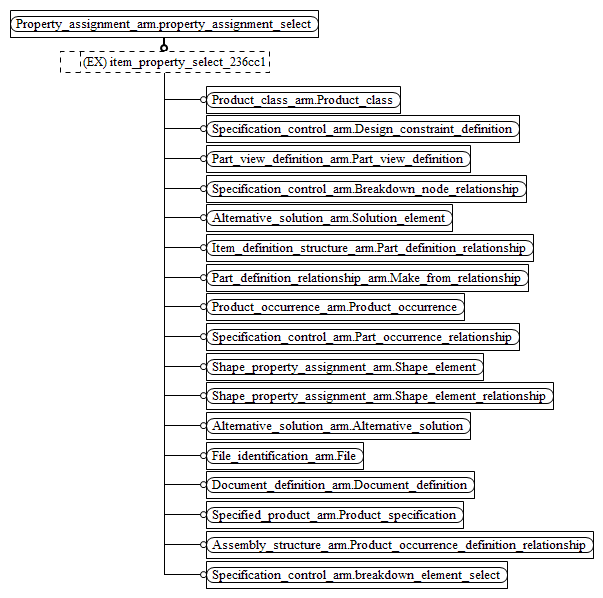 Property_assignment_arm.property_assignment_select
(EX) item_property_select_236cc1
Product_class_arm.Product_class
Specification_control_arm.Design_constraint_definition
Part_view_definition_arm.Part_view_definition
Specification_control_arm.Breakdown_node_relationship
Alternative_solution_arm.Solution_element
Item_definition_structure_arm.Part_definition_relationship
Part_definition_relationship_arm.Make_from_relationship
Product_occurrence_arm.Product_occurrence
Specification_control_arm.Part_occurrence_relationship
Shape_property_assignment_arm.Shape_element
Shape_property_assignment_arm.Shape_element_relationship
Alternative_solution_arm.Alternative_solution
File_identification_arm.File
Document_definition_arm.Document_definition
Specified_product_arm.Product_specification
Assembly_structure_arm.Product_occurrence_definition_relationship
Specification_control_arm.breakdown_element_select